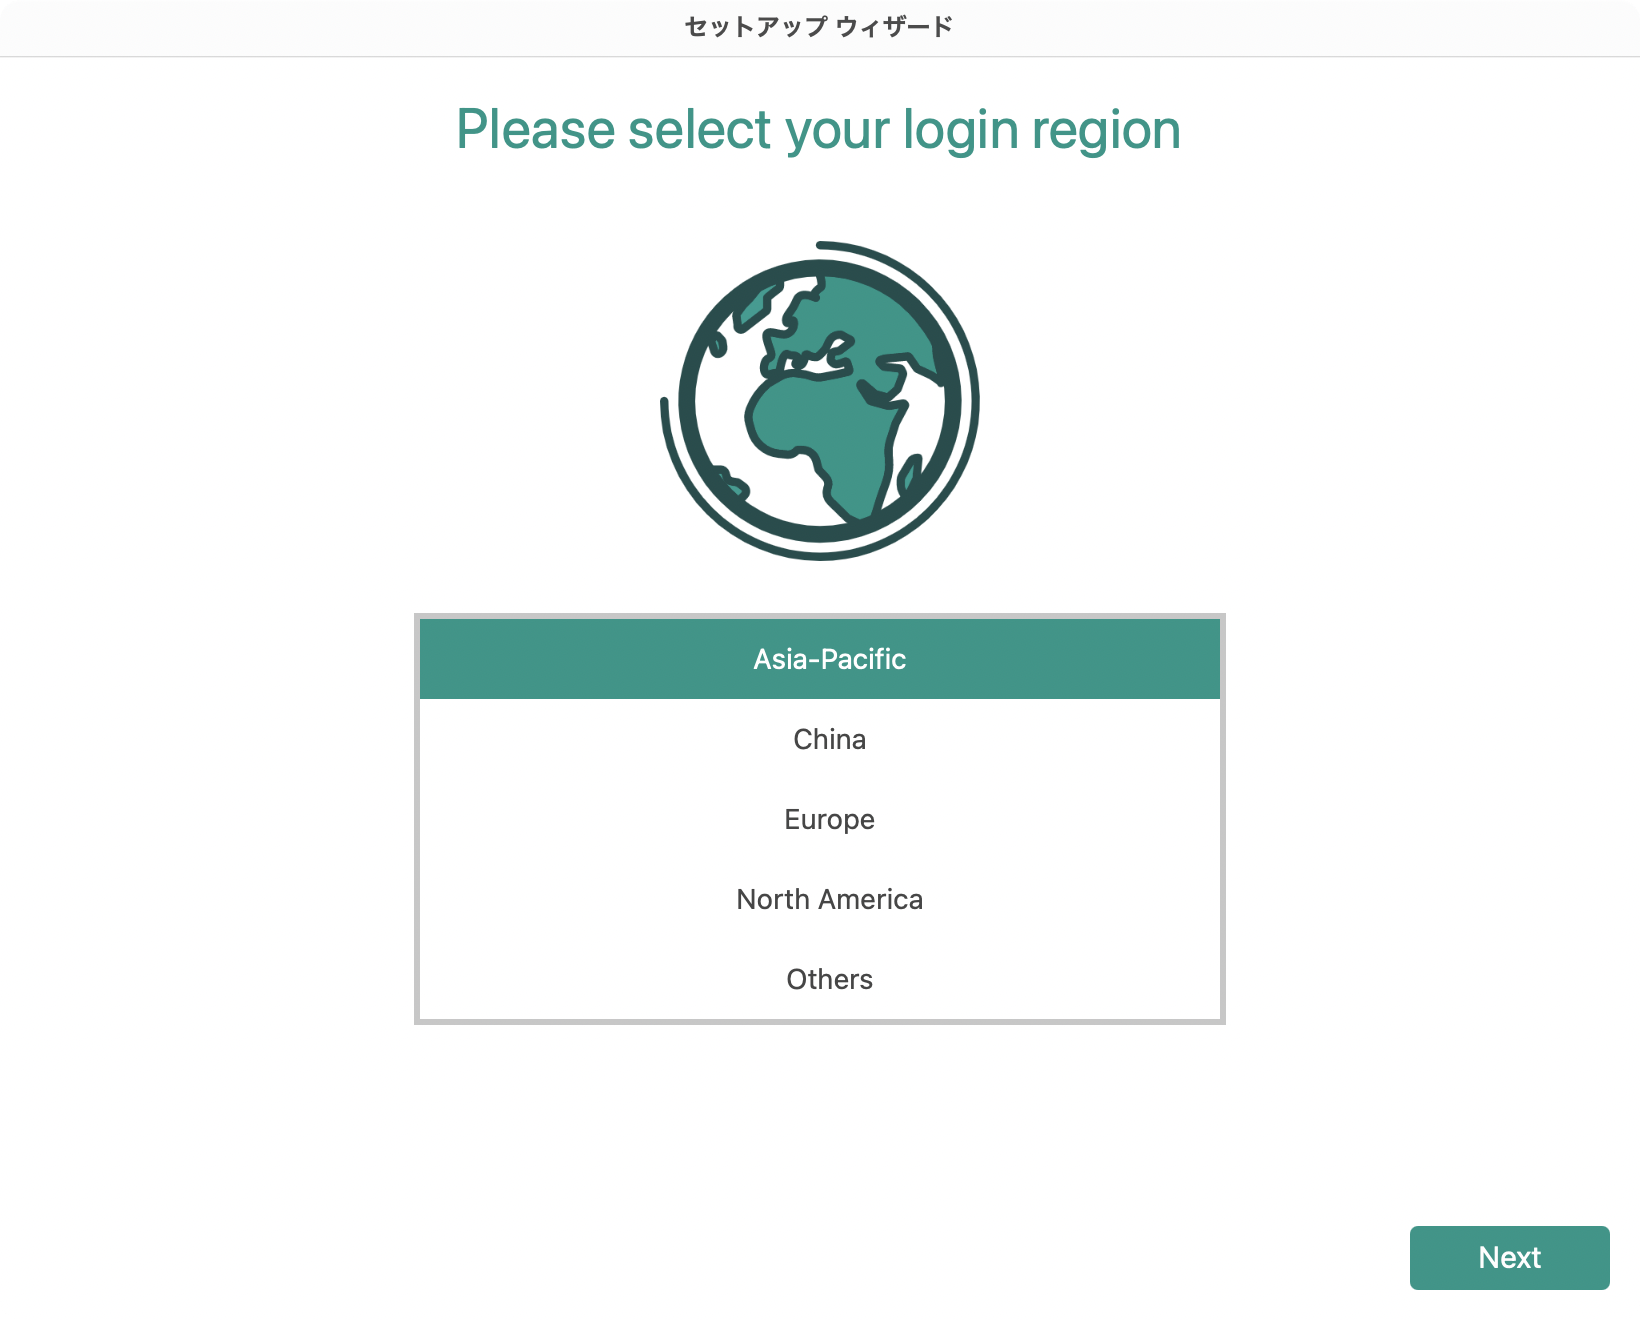 セットアップ ウィザード
Please select your login region
Asia-Pacific
China
Europe
North America
Others
Next